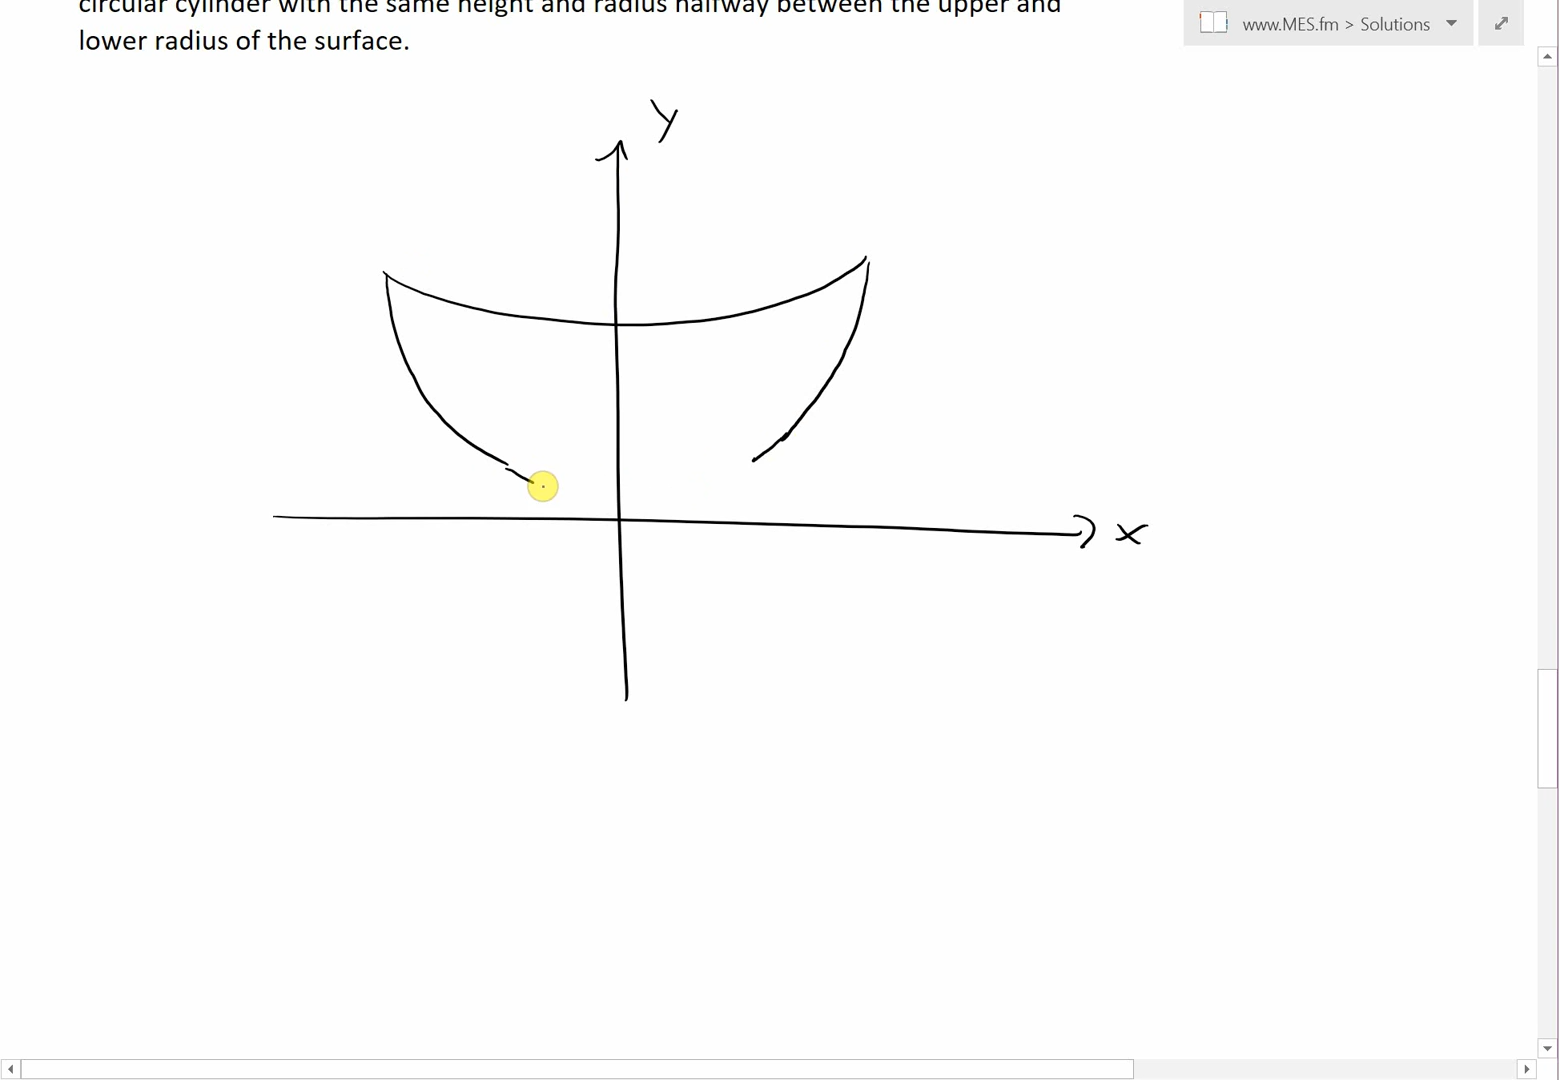 circular cylinder with the same height and radius halfway between the upper and
lower radius of the surface.
www.MES.fm > Solutions
y
x